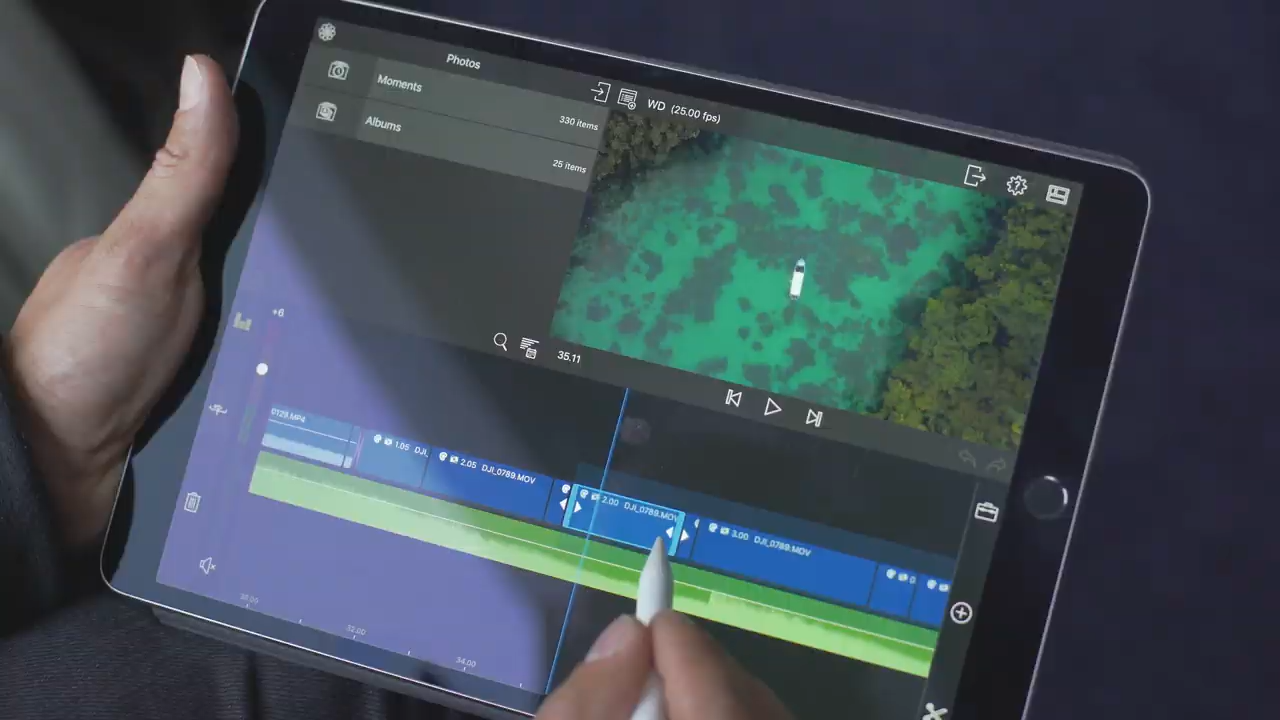 Photos
Moments
330 items
Albums
25 items
WD (25.00 fps)
+6
35.11
0129.MP4
1.05 DJI_
2.05 DJI_0789.MOV
2.00 DJI_0789.MOV
3.00 DJI_0789.MOV
32.00
34.00